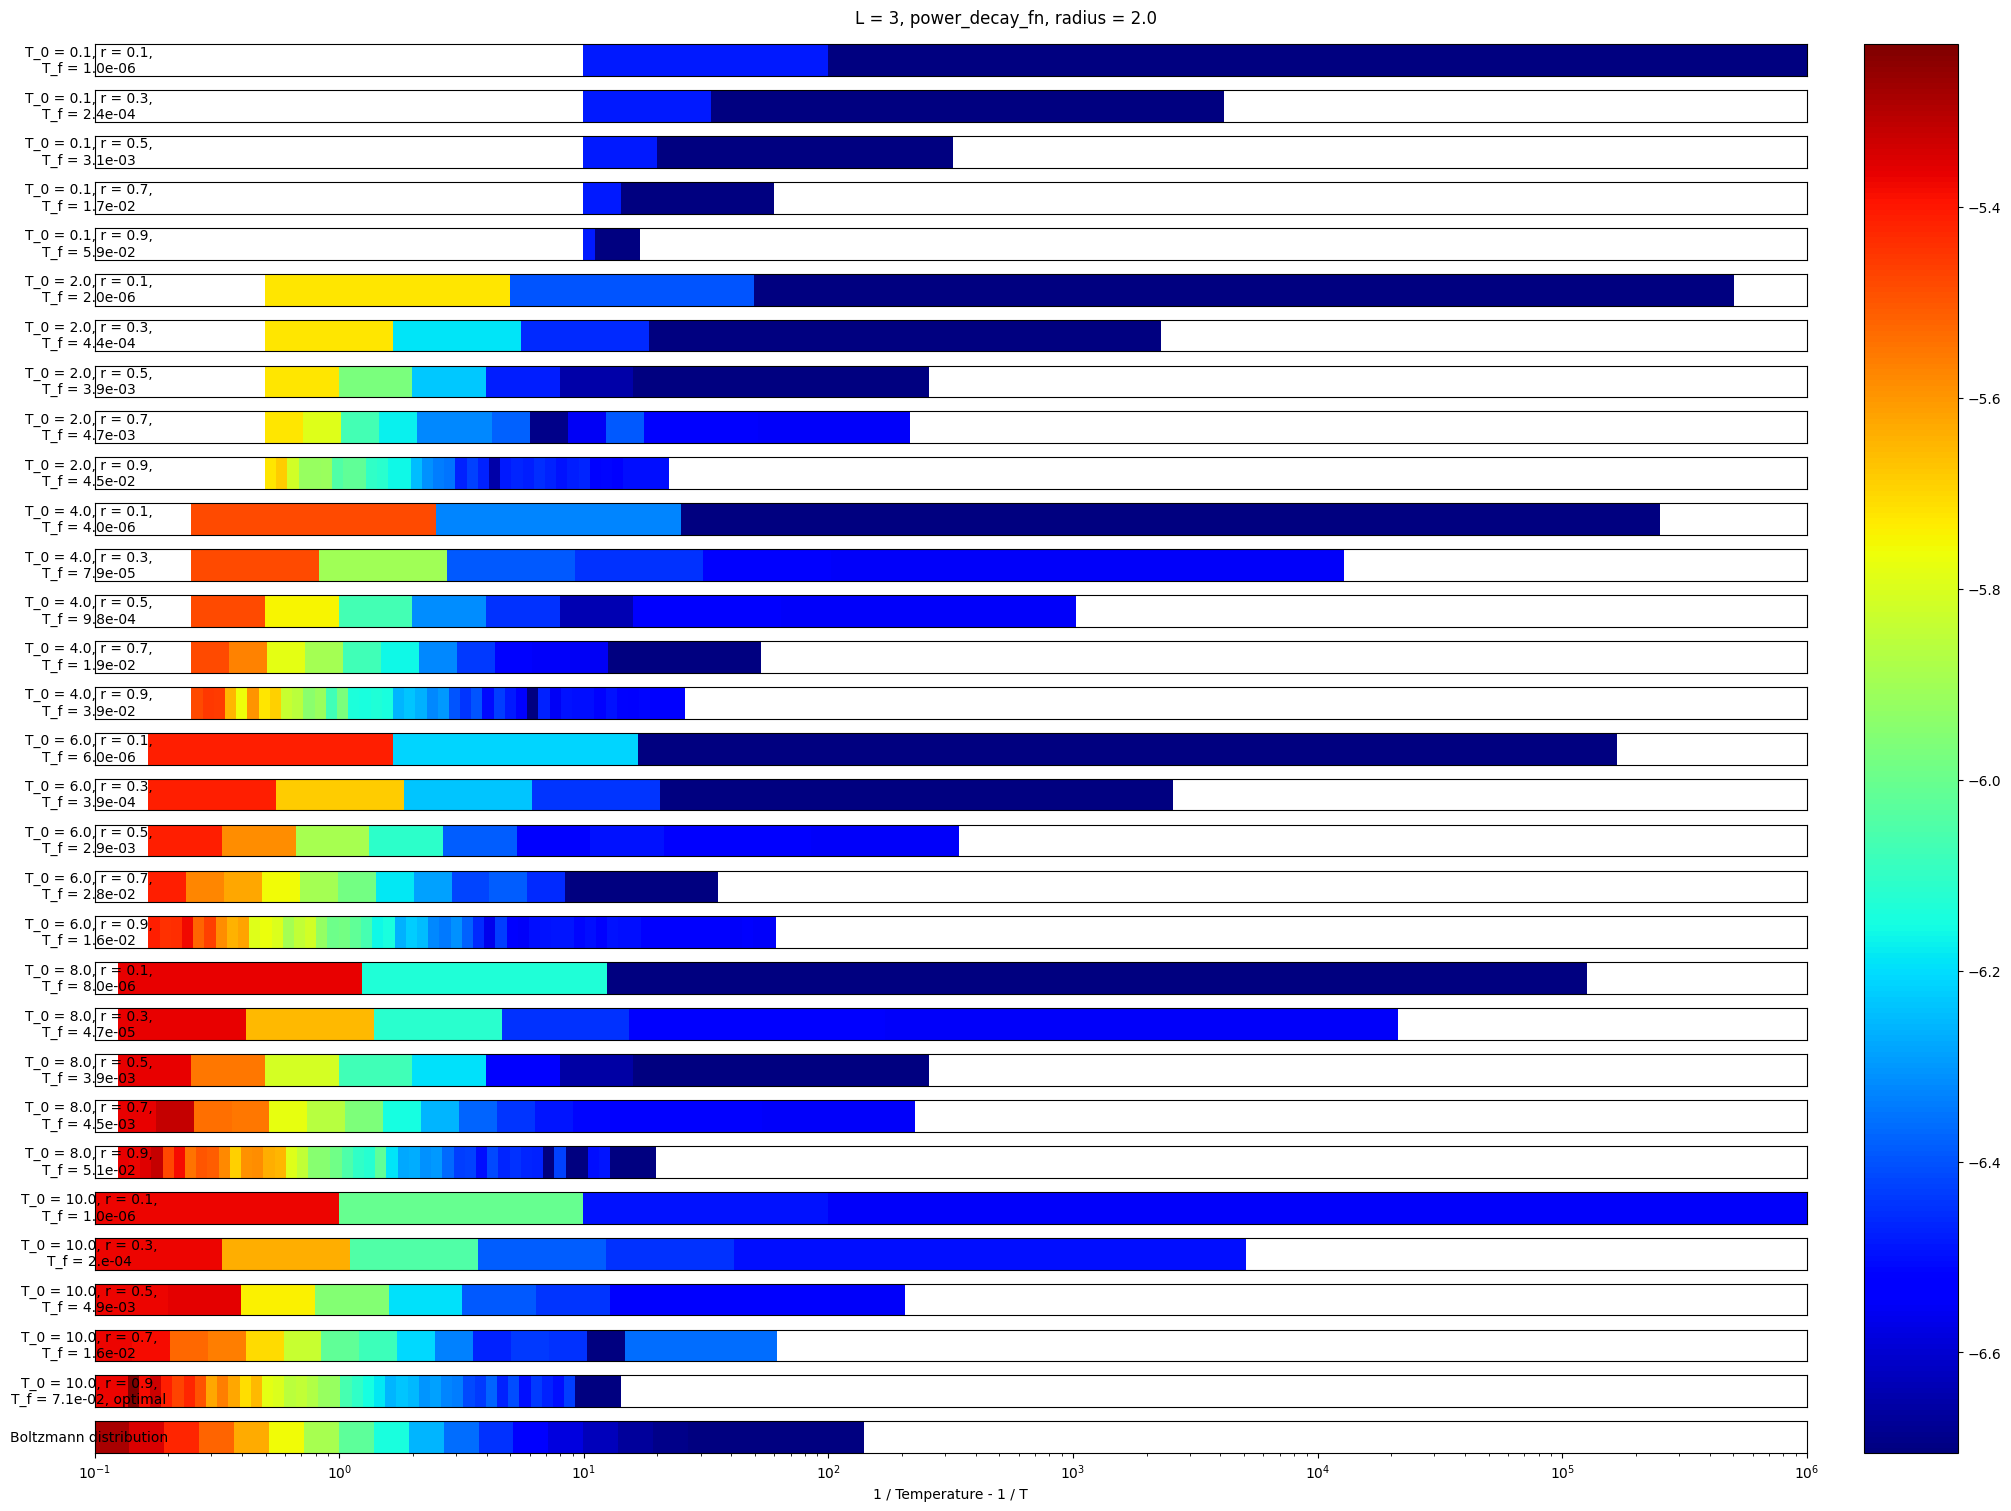 L = 3, power_decay_fn, radius = 2.0
T_0 = 0.1, r = 0.1,
T_f = 1.0e-06
T_0 = 0.1, r = 0.3,
T_f = 2.4e-04
T_0 = 0.1, r = 0.5,
T_f = 3.1e-03
T_0 = 0.1, r = 0.7,
T_f = 1.7e-02
T_0 = 0.1, r = 0.9,
T_f = 5.9e-02
T_0 = 2.0, r = 0.1,
T_f = 2.0e-06
T_0 = 2.0, r = 0.3,
T_f = 4.4e-04
T_0 = 2.0, r = 0.5,
T_f = 3.9e-03
T_0 = 2.0, r = 0.7,
T_f = 4.7e-03
T_0 = 2.0, r = 0.9,
T_f = 4.5e-02
T_0 = 4.0, r = 0.1,
T_f = 4.0e-06
T_0 = 4.0, r = 0.3,
T_f = 7.9e-05
T_0 = 4.0, r = 0.5,
T_f = 9.8e-04
T_0 = 4.0, r = 0.7,
T_f = 1.9e-02
T_0 = 4.0, r = 0.9,
T_f = 3.9e-02
T_0 = 6.0, r = 0.1,
T_f = 6.0e-06
T_0 = 6.0, r = 0.3,
T_f = 3.9e-04
T_0 = 6.0, r = 0.5,
T_f = 2.9e-03
T_0 = 6.0, r = 0.7,
T_f = 2.8e-02
T_0 = 6.0, r = 0.9,
T_f = 1.6e-02
T_0 = 8.0, r = 0.1,
T_f = 8.0e-06
T_0 = 8.0, r = 0.3,
T_f = 4.7e-05
T_0 = 8.0, r = 0.5,
T_f = 3.9e-03
T_0 = 8.0, r = 0.7,
T_f = 4.5e-03
T_0 = 8.0, r = 0.9,
T_f = 5.1e-02
T_0 = 10.0, r = 0.1,
T_f = 1.0e-06
T_0 = 10.0, r = 0.3,
T_f = 2.e-04
T_0 = 10.0, r = 0.5,
T_f = 4.9e-03
T_0 = 10.0, r = 0.7,
T_f = 1.6e-02
T_0 = 10.0, r = 0.9,
T_f = 7.1e-02, optimal
Boltzmann distribution
10⁻¹ 10⁰ 10¹ 10² 10³ 10⁴ 10⁵ 10⁶
1 / Temperature - 1 / T
−5.4
−5.6
−5.8
−6.0
−6.2
−6.4
−6.6